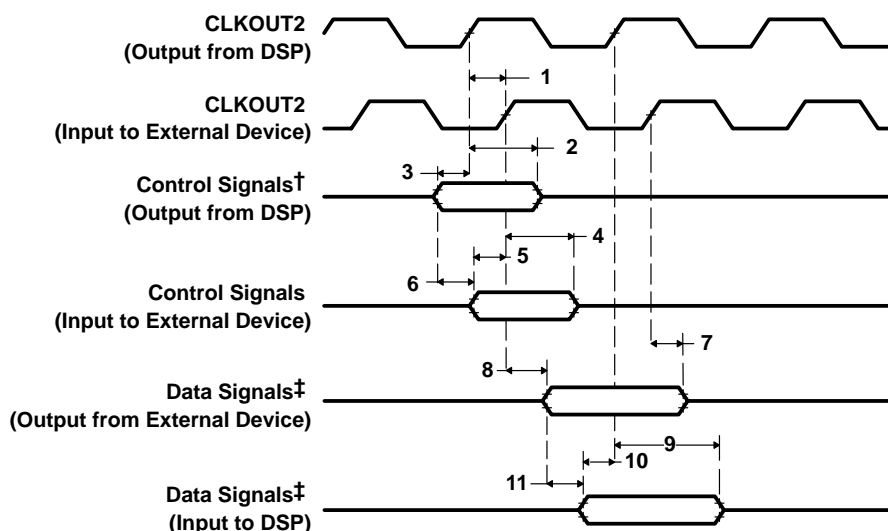 CLKOUT2
(Output from DSP)
1
CLKOUT2
(Input to External Device)
2
3
Control Signals†
(Output from DSP)
4
5
6
Control Signals
(Input to External Device)
7
8
Data Signals‡
(Output from External Device)
9
10
11
Data Signals‡
(Input to DSP)